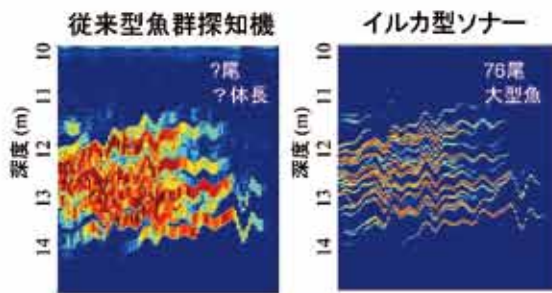 従来型魚群探知機
イルカ型ソナー
深度 (m)
10
11
12
13
14
?尾
?体長
深度 (m)
10
11
12
13
14
76尾
大型魚